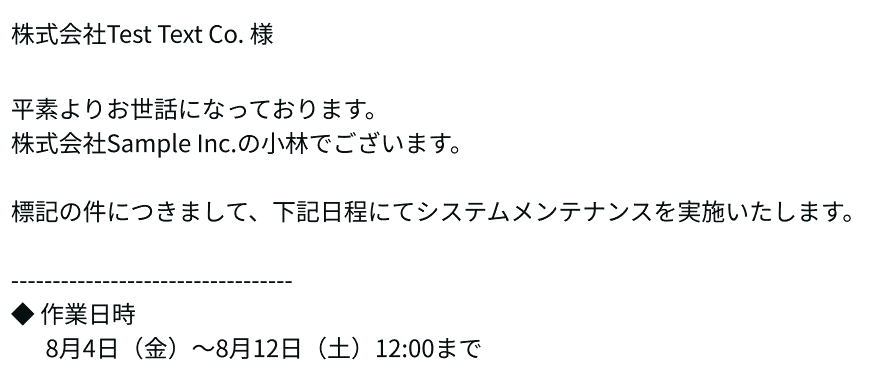 株式会社Test Text Co. 様
平素よりお世話になっております。
株式会社Sample Inc.の小林でございます。
標記の件につきまして、下記日程にてシステムメンテナンスを実施いたします。
----------------------------------
◆ 作業日時
8月4日（金）～8月12日（土）12:00まで